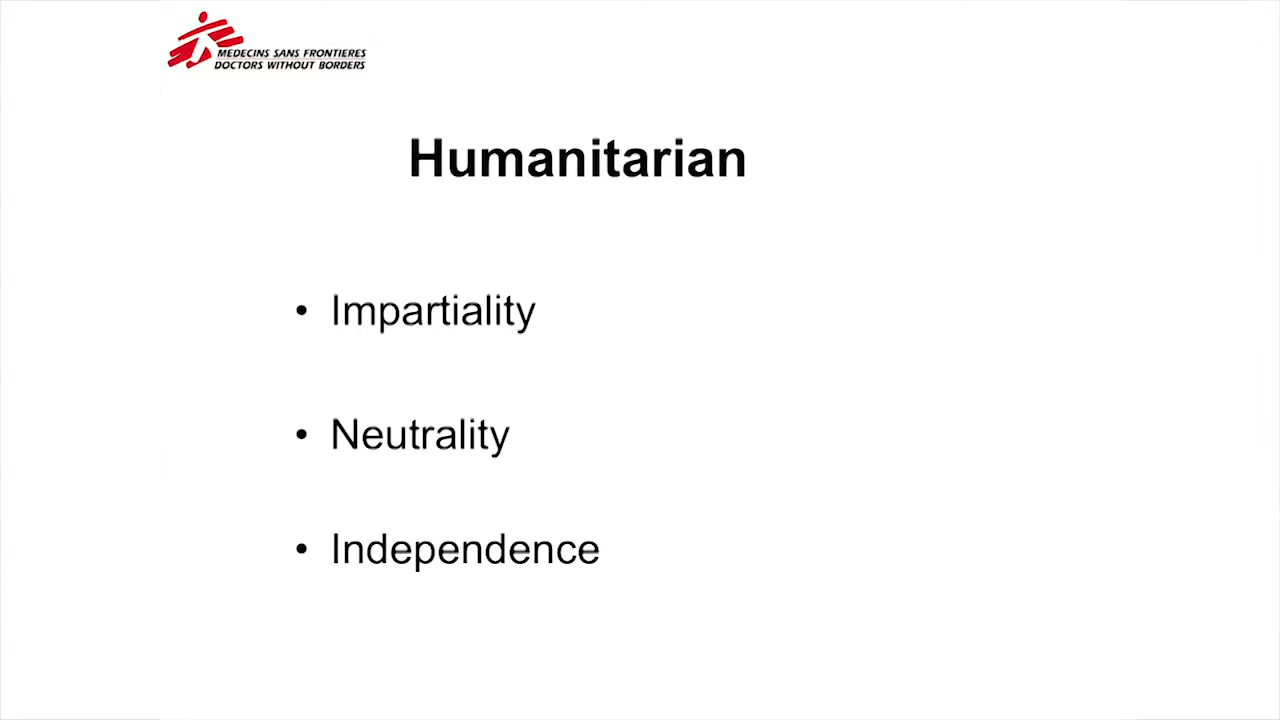 MEDECINS SANS FRONTIERES
DOCTORS WITHOUT BORDERS
Humanitarian
• Impartiality
• Neutrality
• Independence